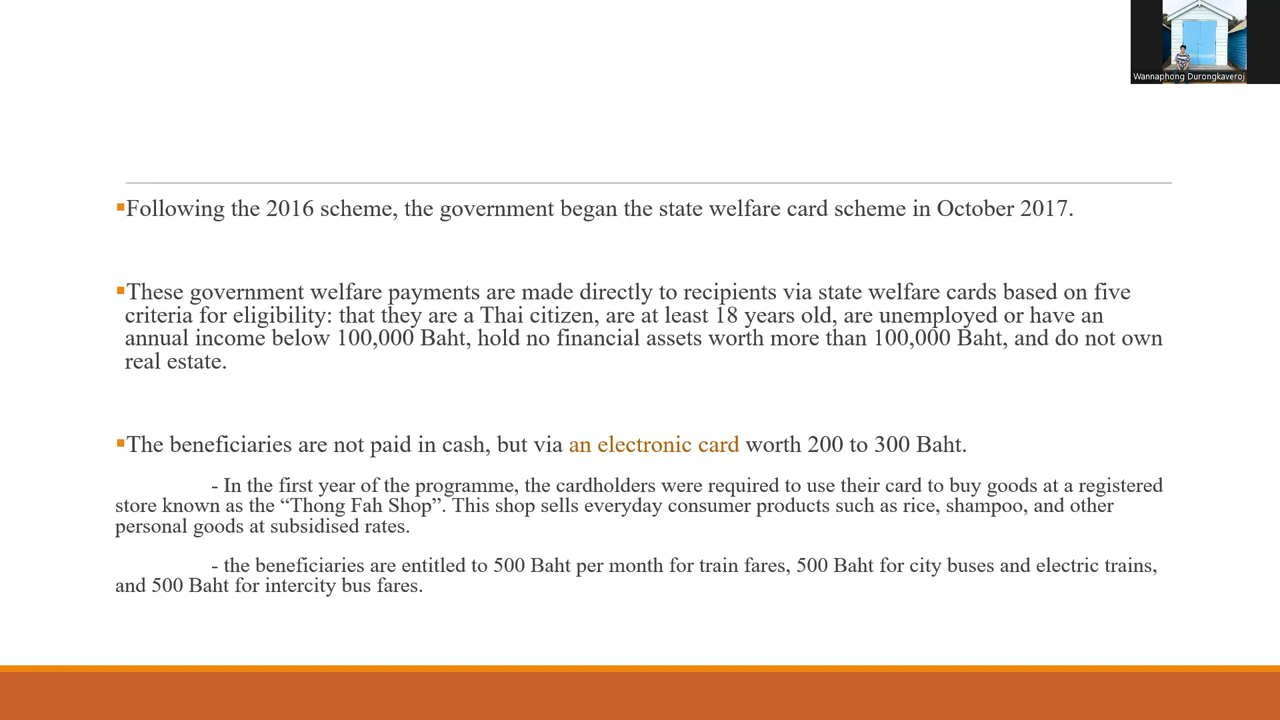 Wannaphong Durongkaveroj
▪Following the 2016 scheme, the government began the state welfare card scheme in October 2017.
▪These government welfare payments are made directly to recipients via state welfare cards based on five
criteria for eligibility: that they are a Thai citizen, are at least 18 years old, are unemployed or have an
annual income below 100,000 Baht, hold no financial assets worth more than 100,000 Baht, and do not own
real estate.
▪The beneficiaries are not paid in cash, but via an electronic card worth 200 to 300 Baht.
- In the first year of the programme, the cardholders were required to use their card to buy goods at a registered
store known as the “Thong Fah Shop”. This shop sells everyday consumer products such as rice, shampoo, and other
personal goods at subsidised rates.
- the beneficiaries are entitled to 500 Baht per month for train fares, 500 Baht for city buses and electric trains,
and 500 Baht for intercity bus fares.